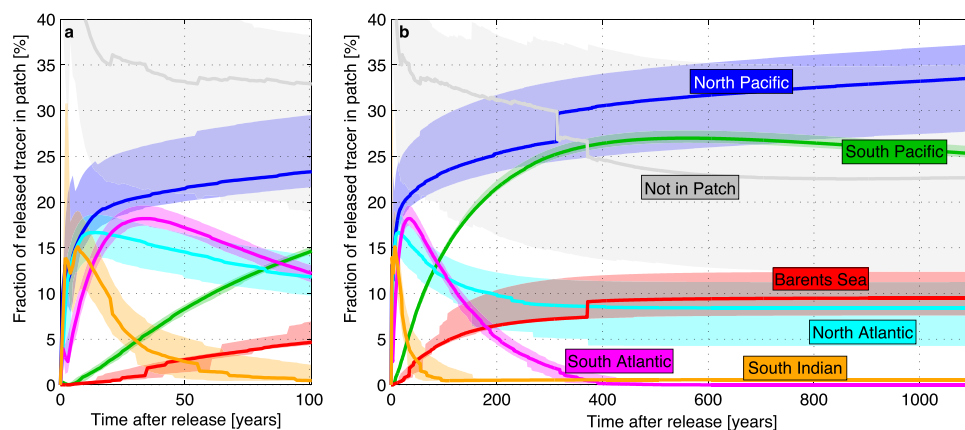 a
Fraction of released tracer in patch [%]
40
35
30
25
20
15
10
5
0
0 50 100
Time after release [years]
b
Fraction of released tracer in patch [%]
40
35
30
25
20
15
10
5
0
North Pacific
South Pacific
Not in Patch
Barents Sea
North Atlantic
South Atlantic
South Indian
0 200 400 600 800 1000
Time after release [years]